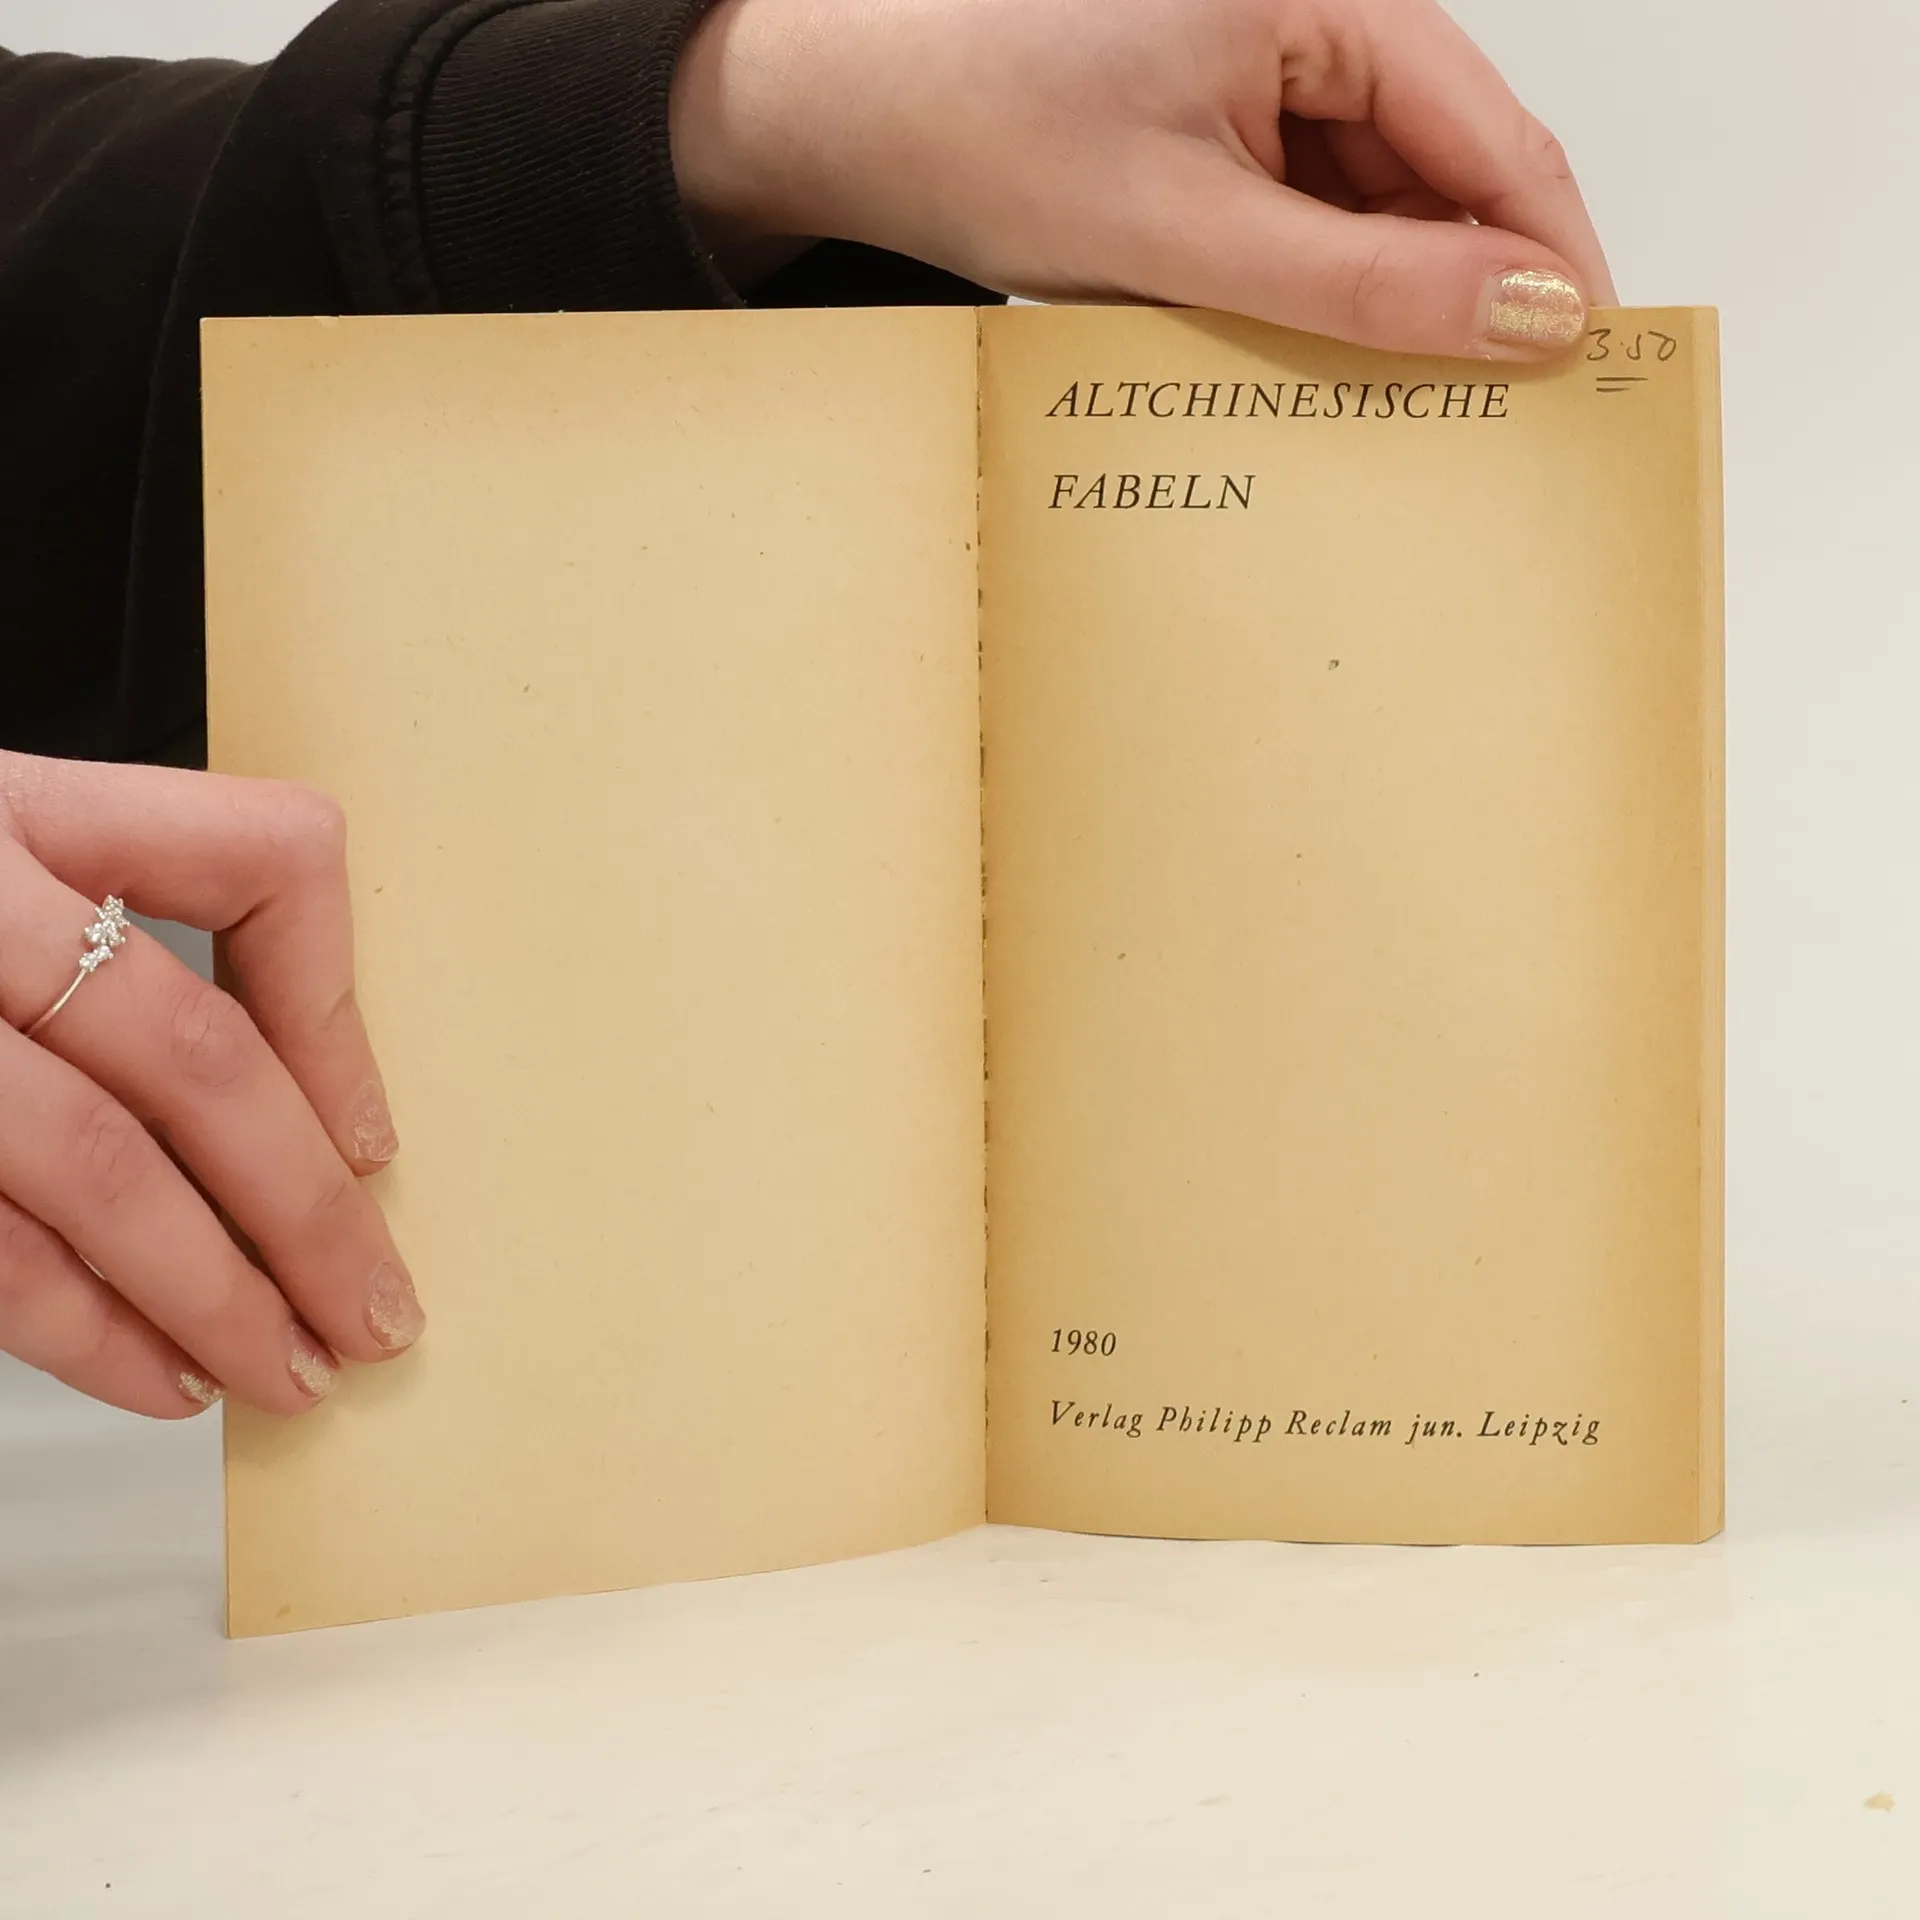 3.50
ALTCHINESISCHE
FABELN
1980
Verlag Philipp Reclam jun. Leipzig